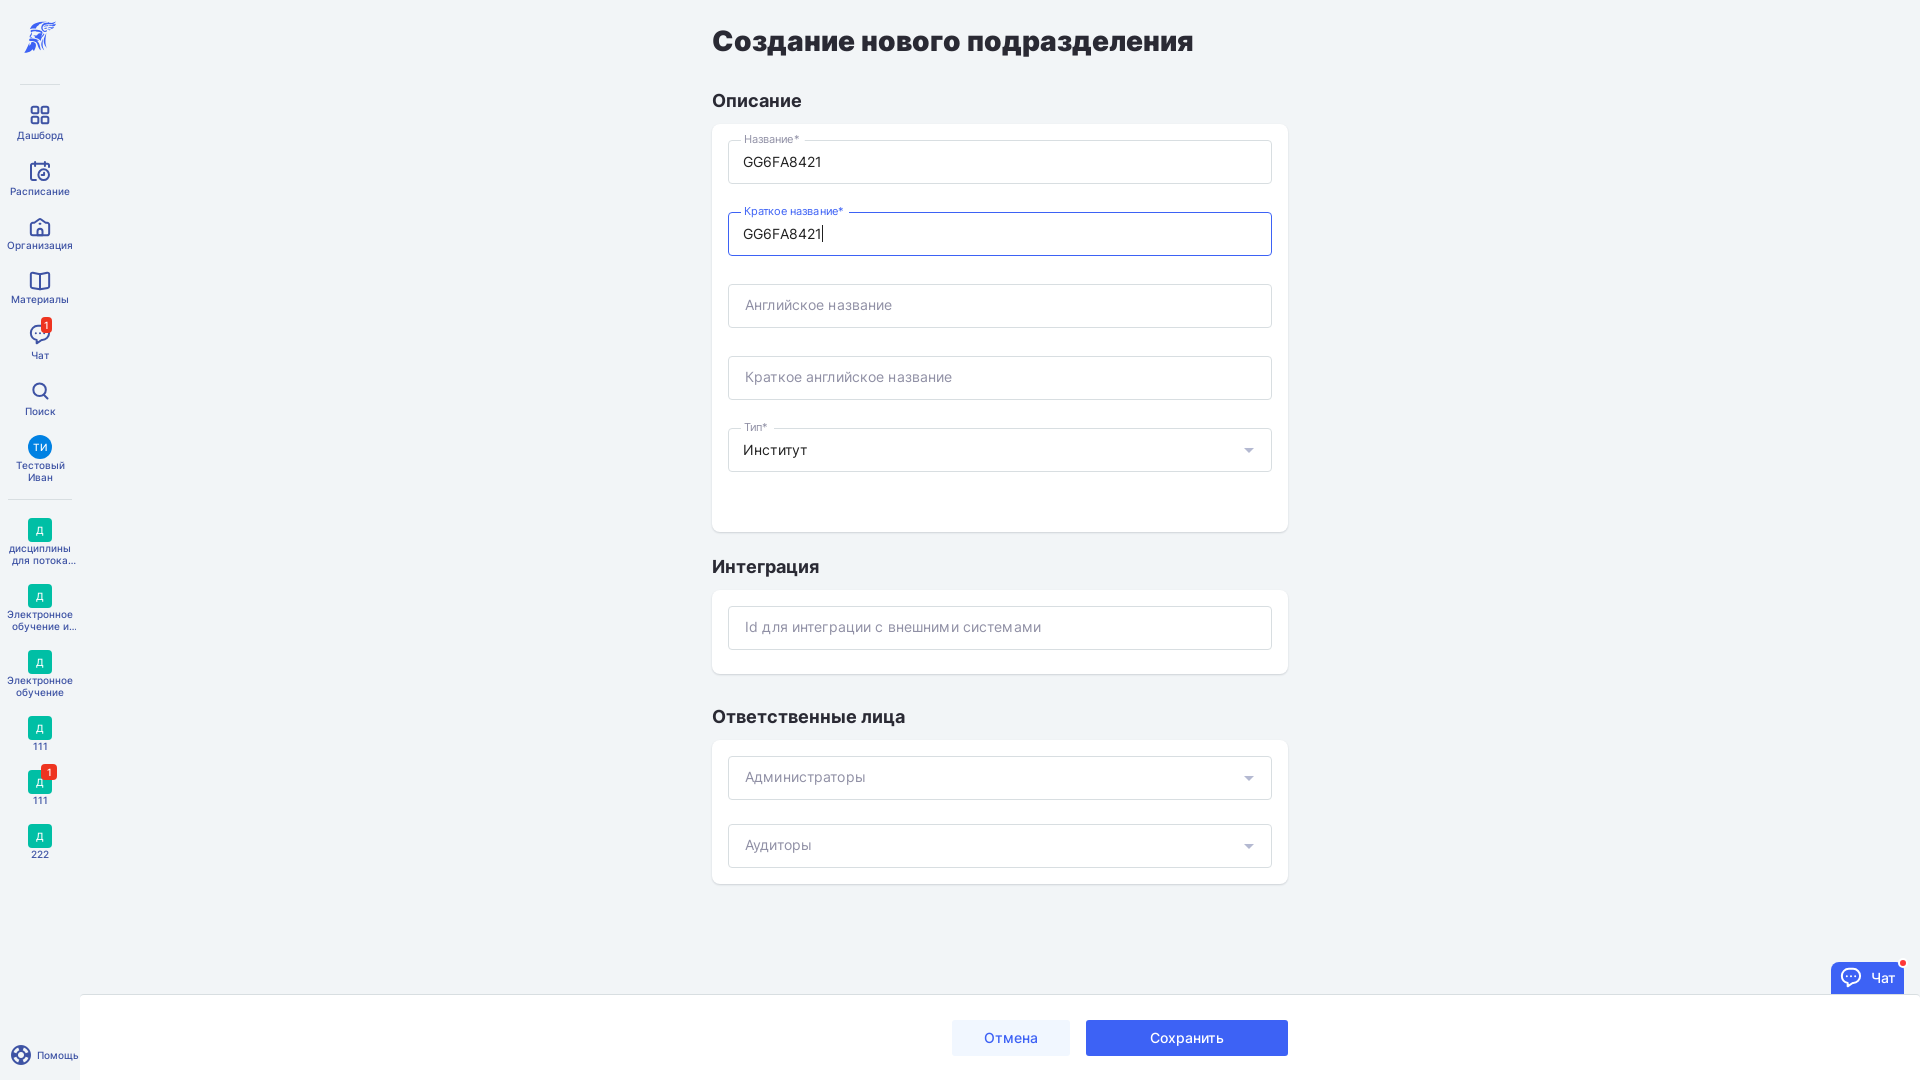 Создание нового подразделения
Дашборд
Расписание
Организация
Материалы
1
Чат
Поиск
ТИ
Тестовый
Иван
Д
дисциплины
для потока...
Д
Электронное
обучение и...
Д
Электронное
обучение
Д
111
1
Д
111
Д
222
Помощь
Описание
Название*
GG6FA8421
Краткое название*
GG6FA8421
Английское название
Краткое английское название
Тип*
Институт
Интеграция
Id для интеграции с внешними системами
Ответственные лица
Администраторы
Аудиторы
Чат
Отмена
Сохранить